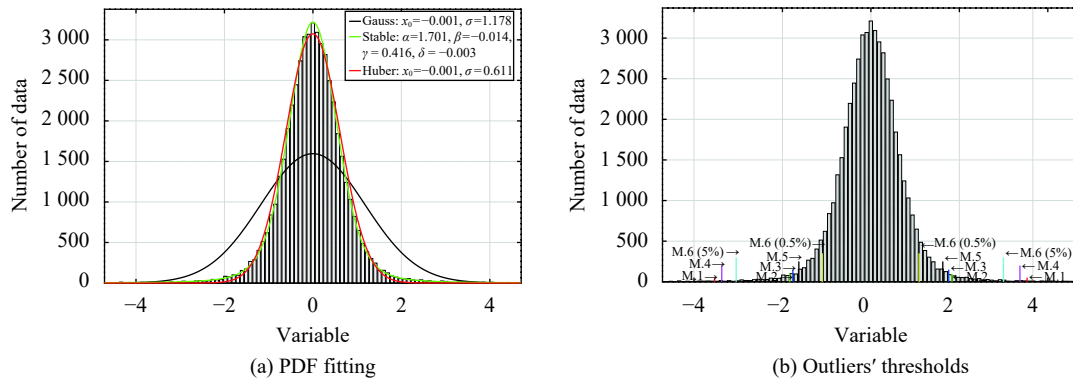 Gauss: x₀=−0.001, σ=1.178
Stable: α=1.701, β=−0.014,
γ = 0.416, δ = −0.003
Huber: x₀=-0.001, σ=0.611
3 000
2 500
2 000
1 500
1 000
500
0
−4
−2
0
2
4
Number of data
Variable
(a) PDF fitting
3 000
2 500
2 000
1 500
1 000
500
0
M.6 (0.5%)
M.6 (5%)
M.5
M.4
M.3
M.1
M.2
M.6 (0.5%)
M.6 (5%)
M.5
M.3
M.4
M.2
M.1
−4
−2
0
2
4
Number of data
Variable
(b) Outliers′ thresholds